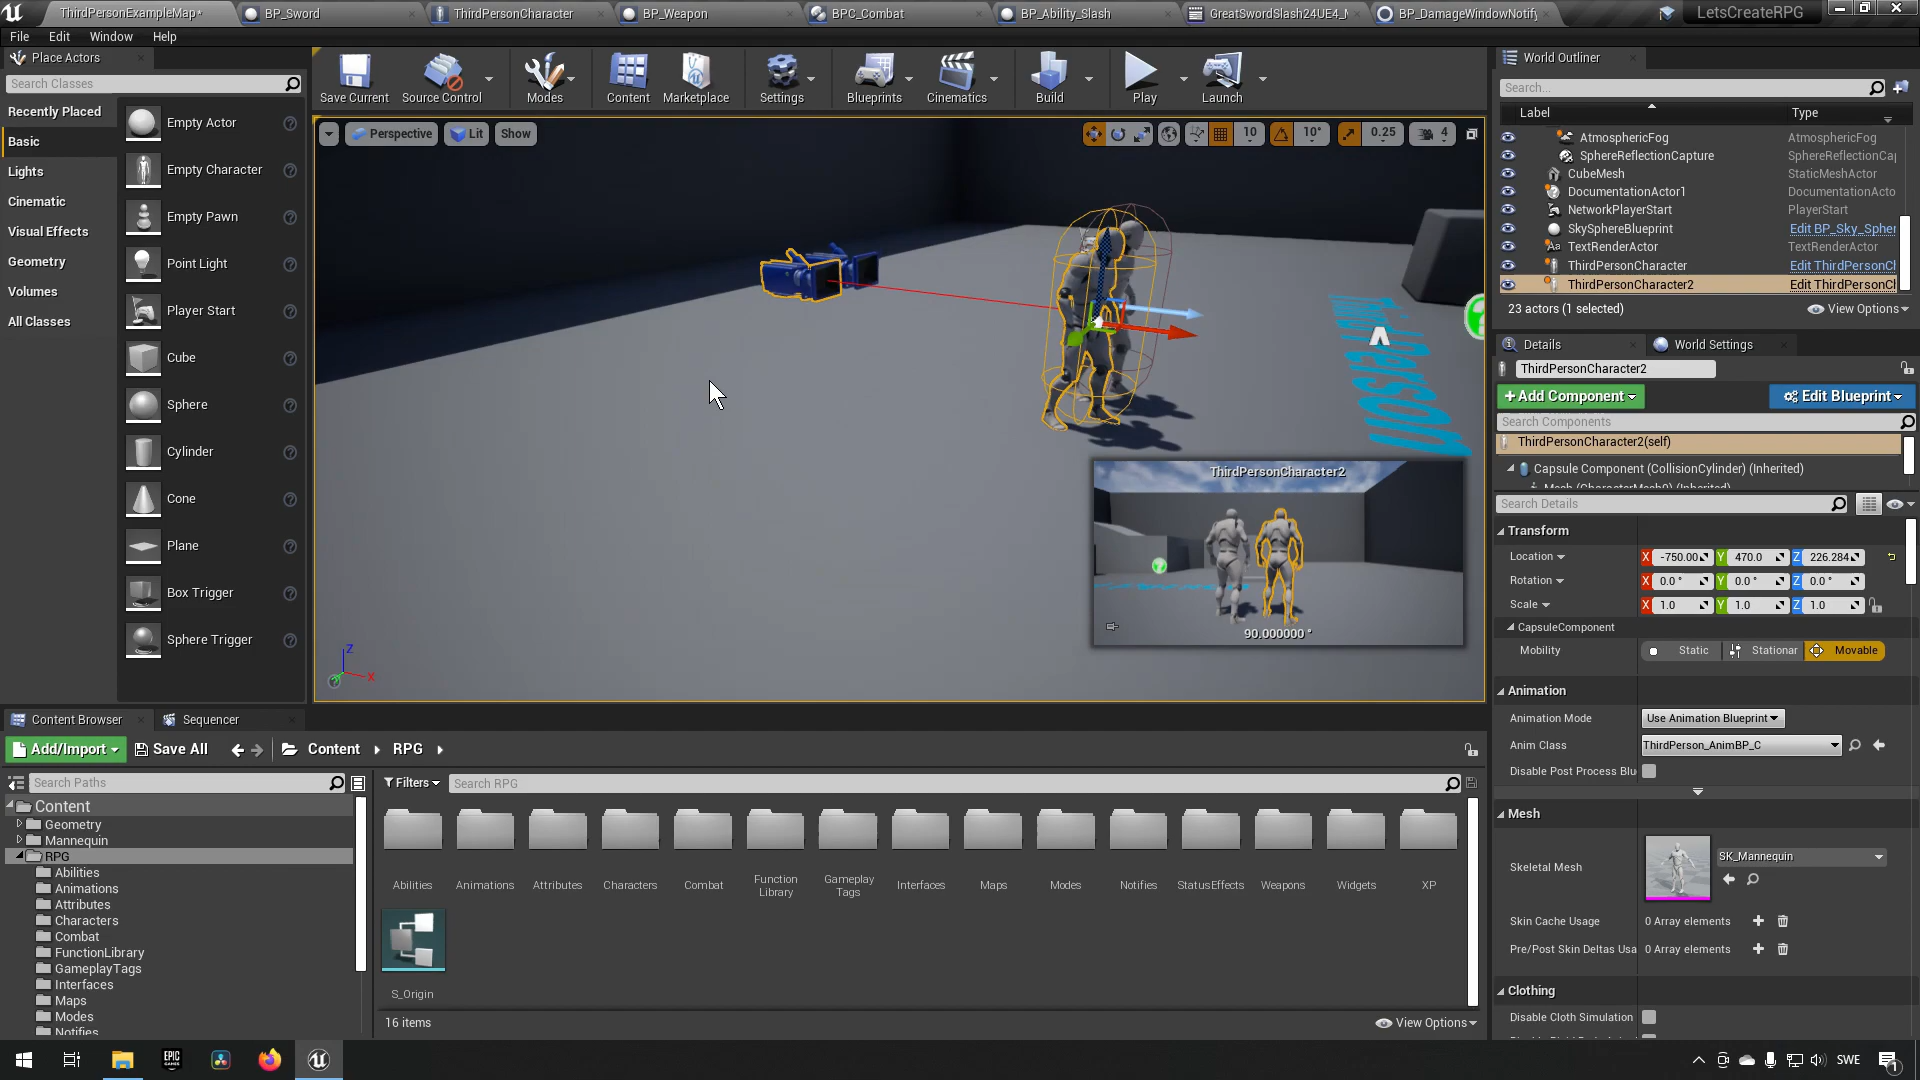 ThirdPersonExampleMap*
BP_Sword
ThirdPersonCharacter
BP_Weapon
BPC_Combat
BP_Ability_Slash
GreatSwordSlash24UE4_
BP_DamageWindowNotify
LetsCreateRPG
File Edit Window Help
Place Actors
Search Classes
Recently Placed
Basic
Lights
Cinematic
Visual Effects
Geometry
Volumes
All Classes
Empty Actor
Empty Character
Empty Pawn
Point Light
Player Start
Cube
Sphere
Cylinder
Cone
Plane
Box Trigger
Sphere Trigger
Save Current
Source Control
Modes
Content
Marketplace
Settings
Blueprints
Cinematics
Build
Play
Launch
Perspective Lit Show
10 10° 0.25 4
ThirdPersonCharacter2
90.000000 °
Z
X
World Outliner
Search...
Label Type
AtmosphericFog AtmosphericFog
SphereReflectionCapture SphereReflectionCap
CubeMesh StaticMeshActor
DocumentationActor1 DocumentationActo
NetworkPlayerStart PlayerStart
SkySphereBlueprint Edit BP_Sky_Spher
TextRenderActor TextRenderActor
ThirdPersonCharacter Edit ThirdPersonCl
ThirdPersonCharacter2 Edit ThirdPersonCl
23 actors (1 selected) View Options
Details
World Settings
ThirdPersonCharacter2
+Add Component Edit Blueprint
Search Components
ThirdPersonCharacter2(self)
Capsule Component (CollisionCylinder) (Inherited)
Mesh (CharacterMesh0) (Inherited)
Search Details
Transform
Location X -750.00 Y 470.0 Z 226.284
Rotation X 0.0 ° Y 0.0 ° Z 0.0 °
Scale X 1.0 Y 1.0 Z 1.0
CapsuleComponent
Mobility Static Stationar Movable
Animation
Animation Mode Use Animation Blueprint
Anim Class ThirdPerson_AnimBP_C
Disable Post Process Blu
Mesh
Skeletal Mesh SK_Mannequin
Skin Cache Usage 0 Array elements
Pre/Post Skin Deltas Usa 0 Array elements
Clothing
Disable Cloth Simulation
Content Browser
Sequencer
Add/Import Save All Content RPG
Search Paths
Filters Search RPG
Content
Geometry
Mannequin
RPG
Abilities
Animations
Attributes
Characters
Combat
FunctionLibrary
GameplayTags
Interfaces
Maps
Modes
Notifies
Abilities
Animations
Attributes
Characters
Combat
Function Library
Gameplay Tags
Interfaces
Maps
Modes
Notifies
StatusEffects
Weapons
Widgets
XP
S_Origin
16 items View Options
EPIC GAMES
SWE
1